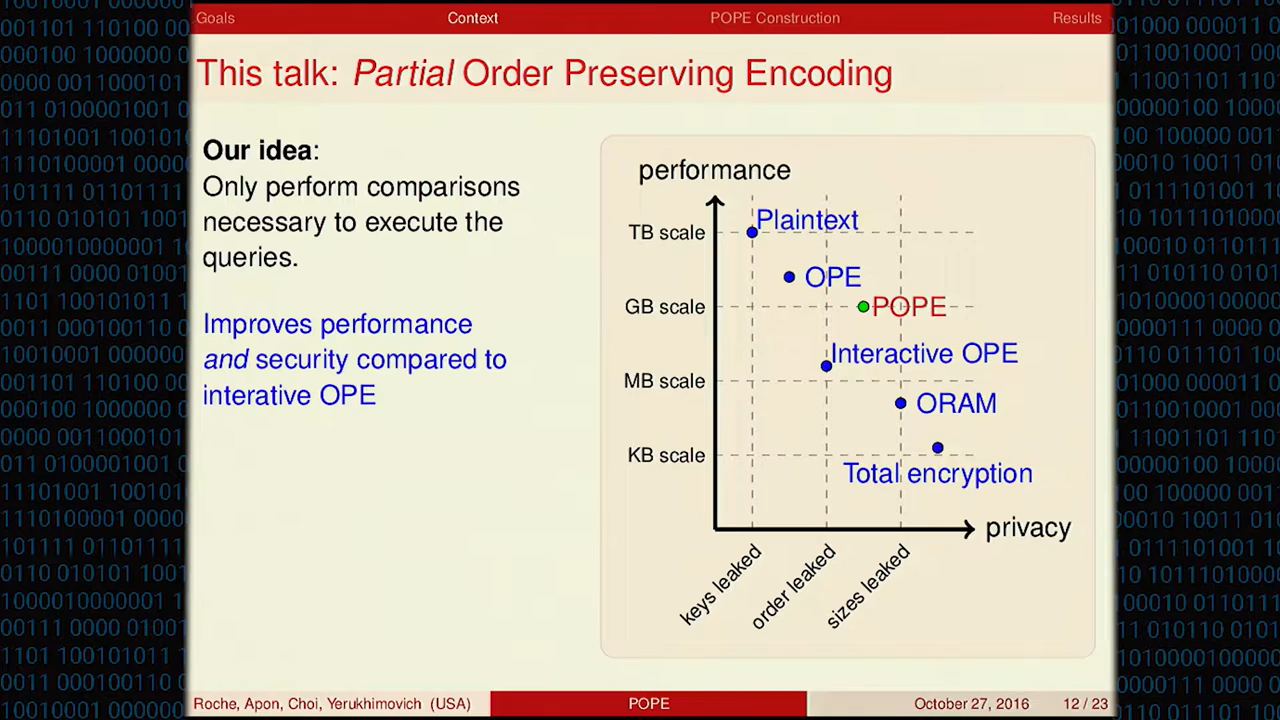 Goals Context POPE Construction Results
This talk: Partial Order Preserving Encoding
Our idea:
Only perform comparisons
necessary to execute the
queries.
Improves performance
and security compared to
interative OPE
performance
TB scale
GB scale
MB scale
KB scale
Plaintext
OPE
POPE
Interactive OPE
ORAM
Total encryption
privacy
keys leaked
order leaked
sizes leaked
Roche, Apon, Choi, Yerukhimovich (USA) POPE October 27, 2016 12 / 23